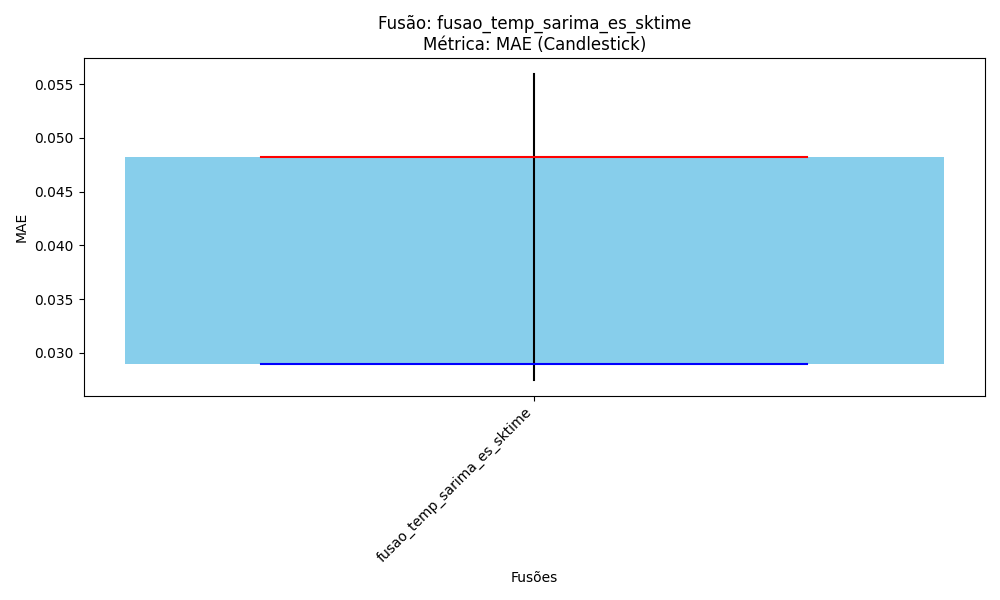 Fusão: fusao_temp_sarima_es_sktime
Métrica: MAE (Candlestick)
0.055
0.050
0.045
0.040
0.035
0.030
MAE
fusao_temp_sarima_es_sktime
Fusões